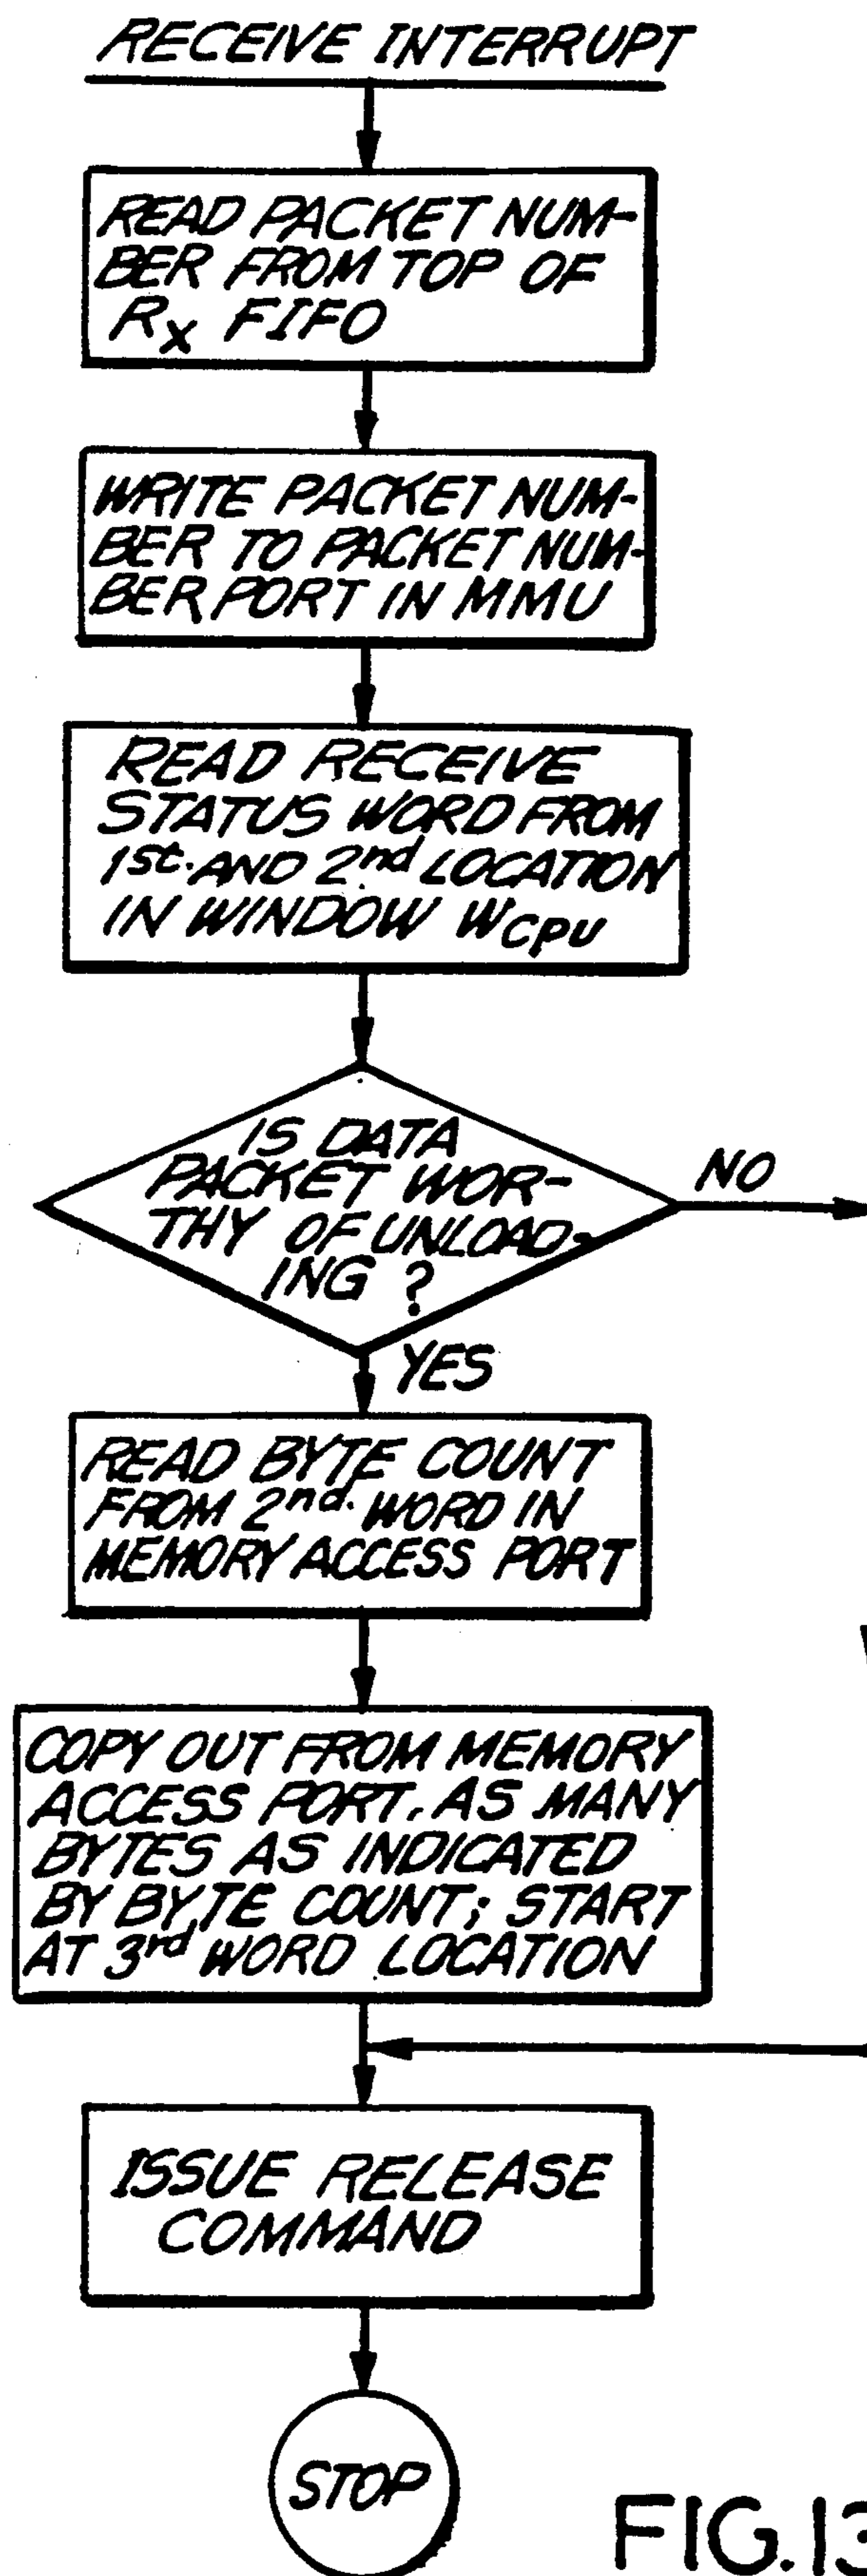 RECEIVE INTERRUPT
READ PACKET NUM-
BER FROM TOP OF
Rx FIFO
WRITE PACKET NUM-
BER TO PACKET NUM-
BER PORT IN MMU
READ RECEIVE
STATUS WORD FROM
1st. AND 2nd LOCATION
IN WINDOW WCPU
IS DATA
PACKET WOR-
THY OF UNLOAD-
ING ?
NO
YES
READ BYTE COUNT
FROM 2nd. WORD IN
MEMORY ACCESS PORT
COPY OUT FROM MEMORY
ACCESS PORT, AS MANY
BYTES AS INDICATED
BY BYTE COUNT; START
AT 3rd WORD LOCATION
ISSUE RELEASE
COMMAND
STOP
FIG.13